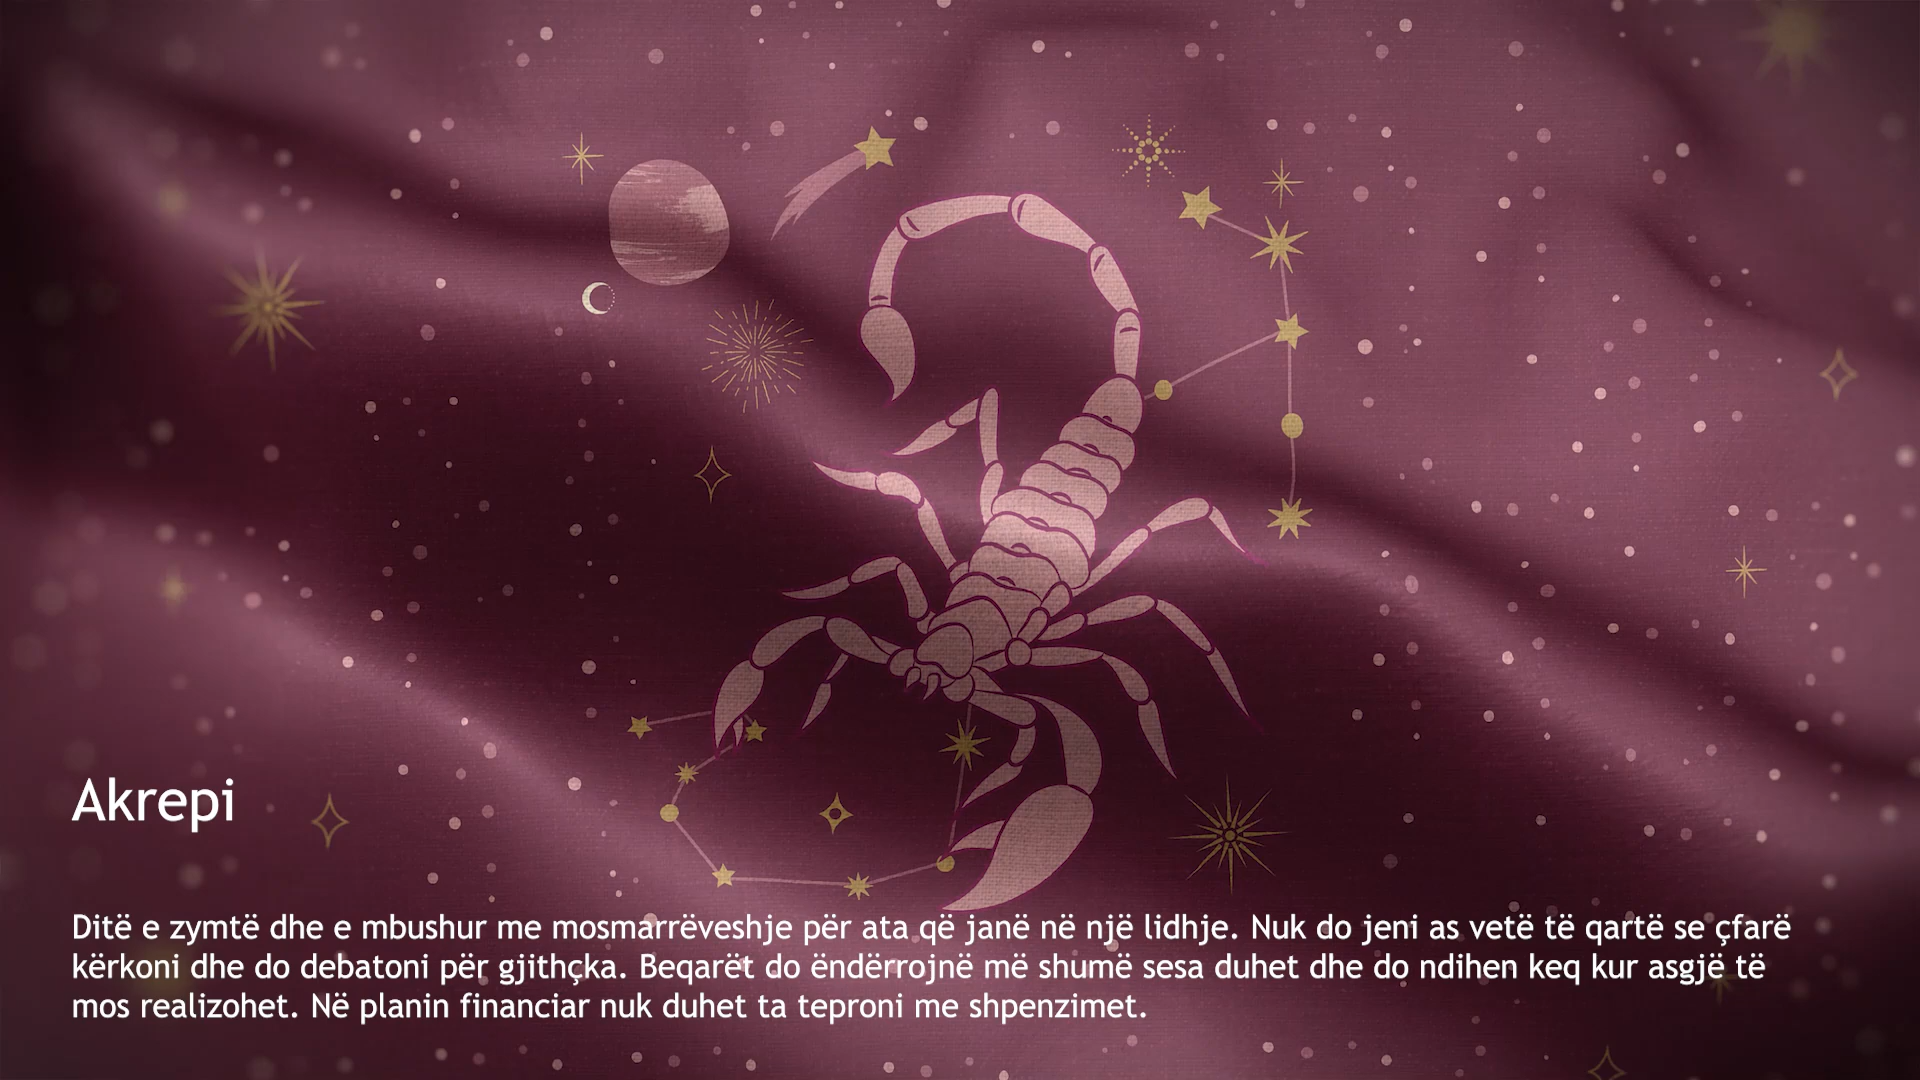 Akrepi
Ditë e zymtë dhe e mbushur me mosmarrëveshje për ata që janë në një lidhje. Nuk do jeni as vetë të qartë se çfarë
kërkoni dhe do debatoni për gjithçka. Beqarët do ëndërrojnë më shumë sesa duhet dhe do ndihen keq kur asgjë të
mos realizohet. Në planin financiar nuk duhet ta teproni me shpenzimet.